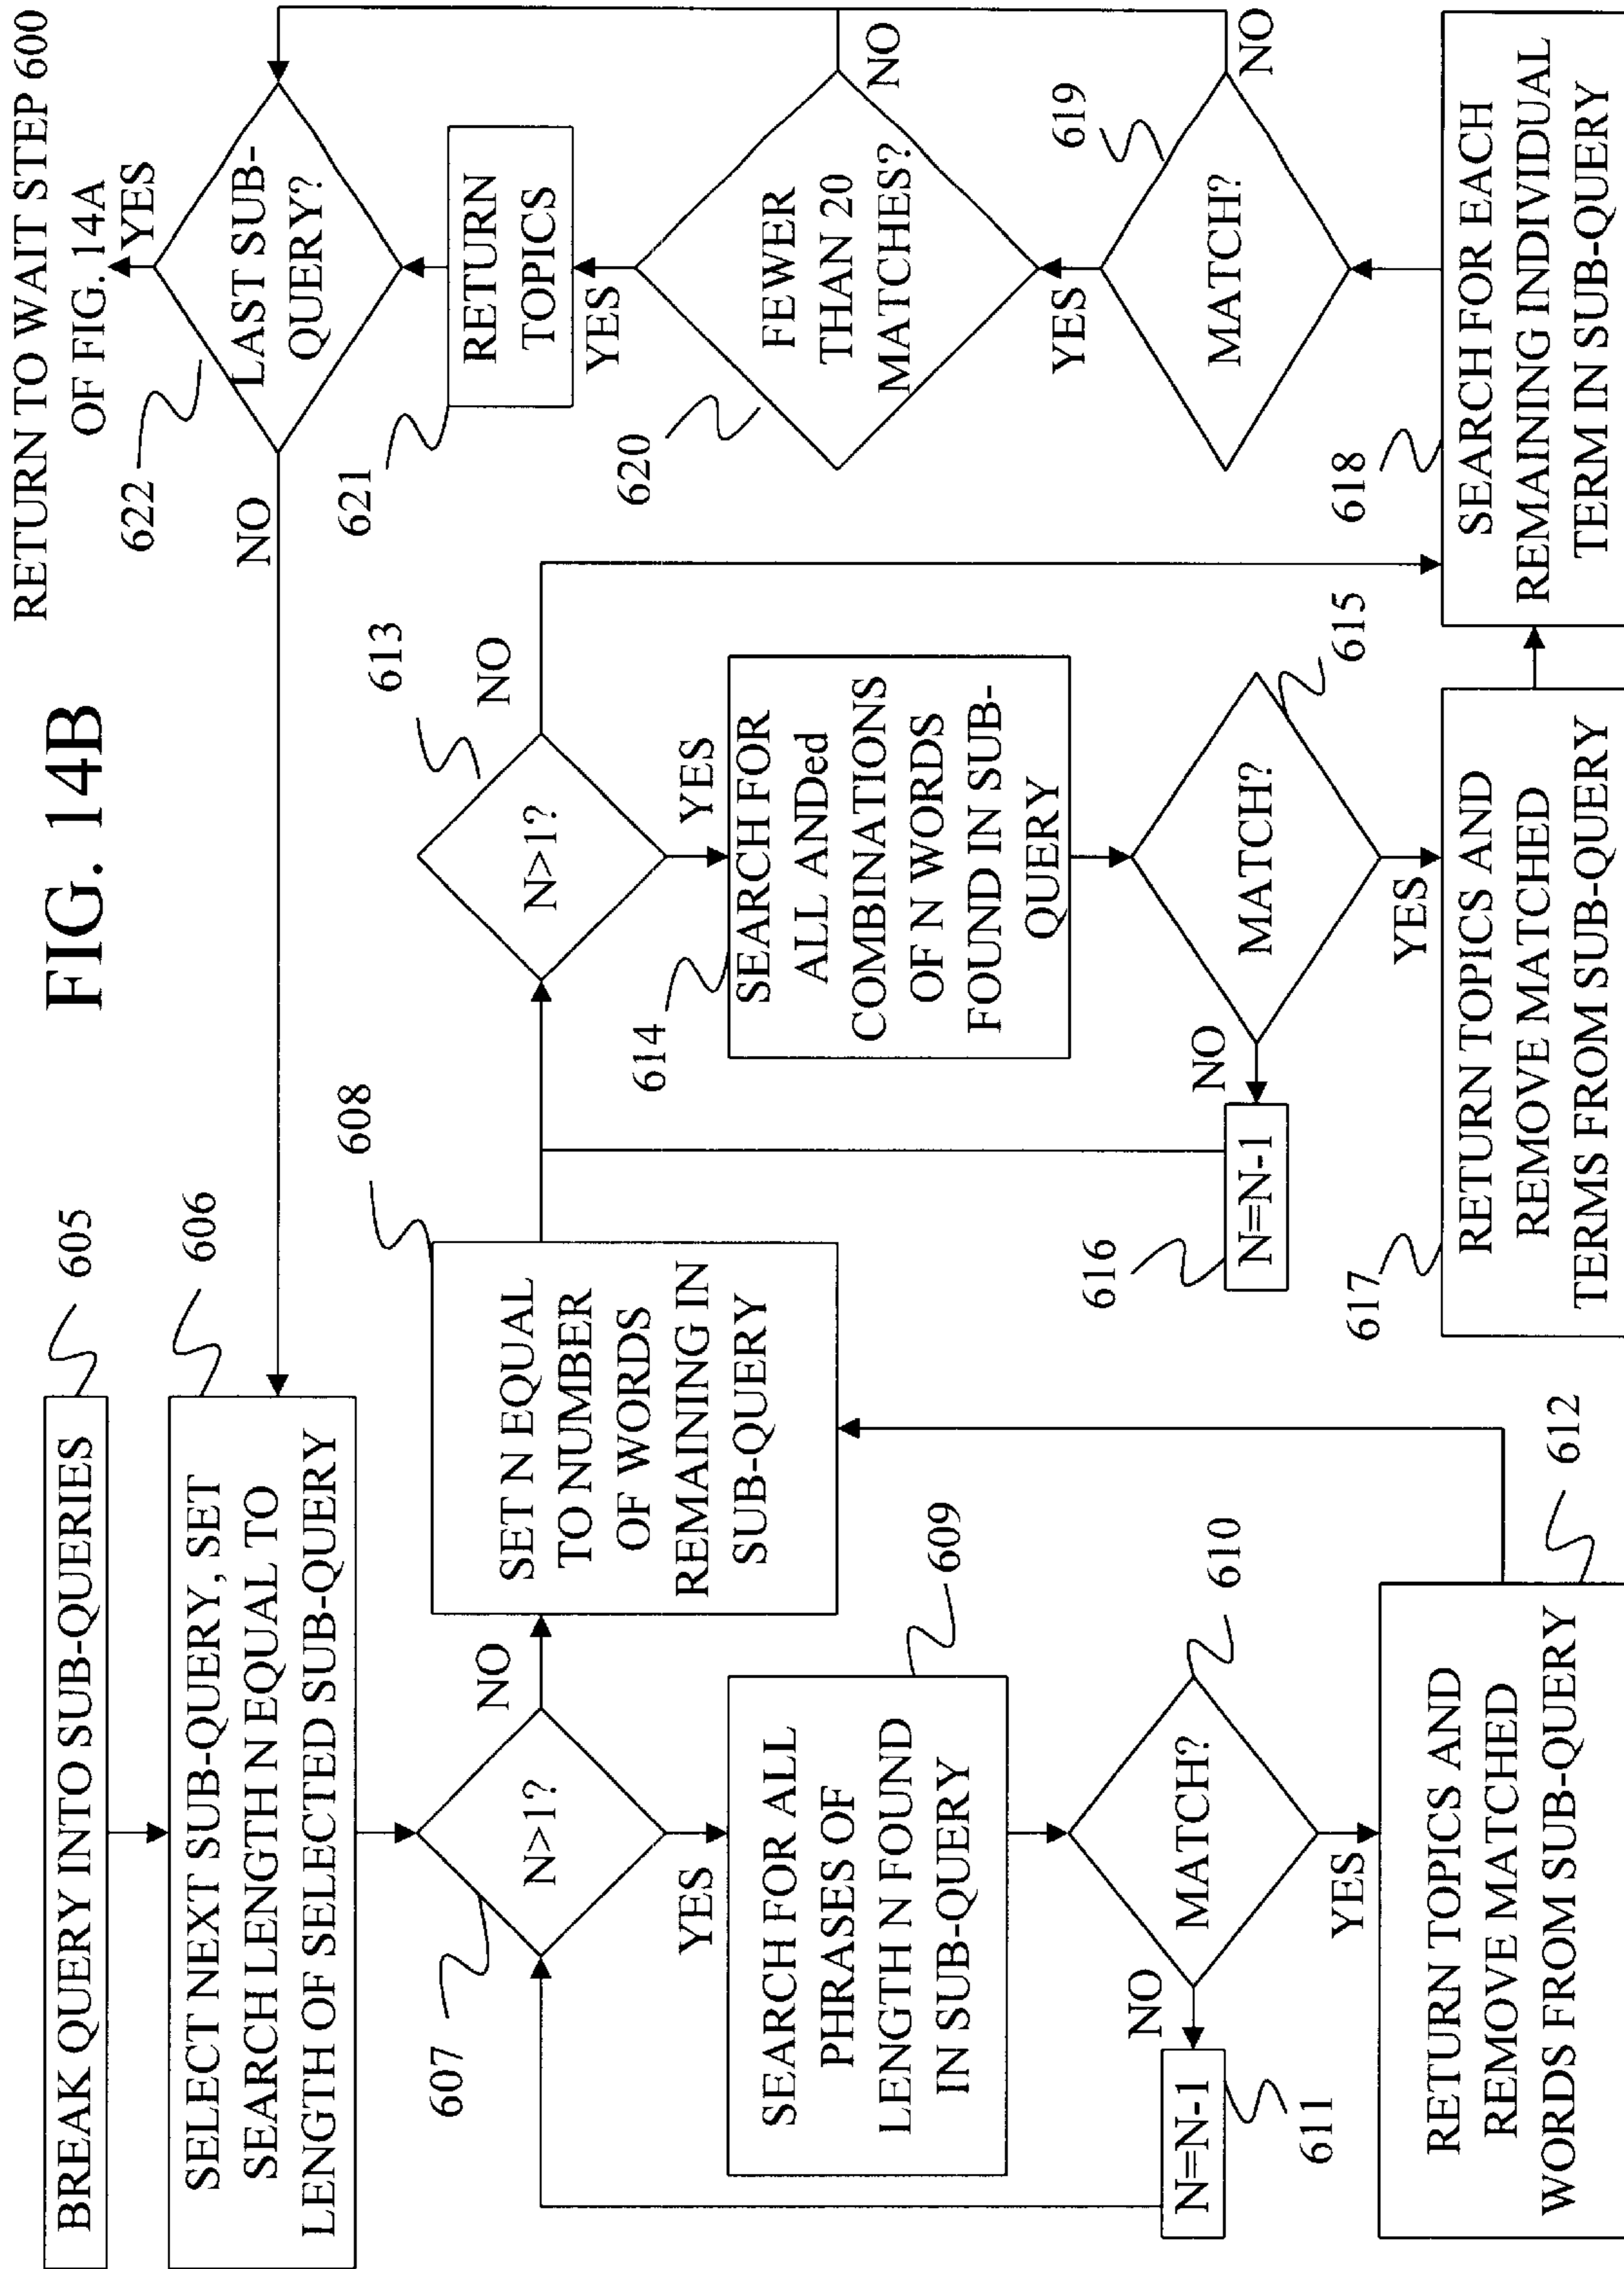 FIG. 14B
RETURN TO WAIT STEP 600
OF FIG. 14A
BREAK QUERY INTO SUB-QUERIES
605
SELECT NEXT SUB-QUERY, SET
SEARCH LENGTH N EQUAL TO
LENGTH OF SELECTED SUB-QUERY
606
N>1?
607
NO
YES
SET N EQUAL
TO NUMBER
OF WORDS
REMAINING IN
SUB-QUERY
608
SEARCH FOR ALL
PHRASES OF
LENGTH N FOUND
IN SUB-QUERY
609
MATCH?
610
NO
YES
N=N-1
611
RETURN TOPICS AND
REMOVE MATCHED
WORDS FROM SUB-QUERY
612
N>1?
613
NO
YES
SEARCH FOR
ALL ANDed
COMBINATIONS
OF N WORDS
FOUND IN SUB-
QUERY
614
MATCH?
615
NO
YES
N=N-1
616
RETURN TOPICS AND
REMOVE MATCHED
TERMS FROM SUB-QUERY
617
SEARCH FOR EACH
REMAINING INDIVIDUAL
TERM IN SUB-QUERY
618
MATCH?
619
NO
YES
FEWER
THAN 20
MATCHES?
620
NO
YES
RETURN
TOPICS
621
LAST SUB-
QUERY?
622
YES
NO